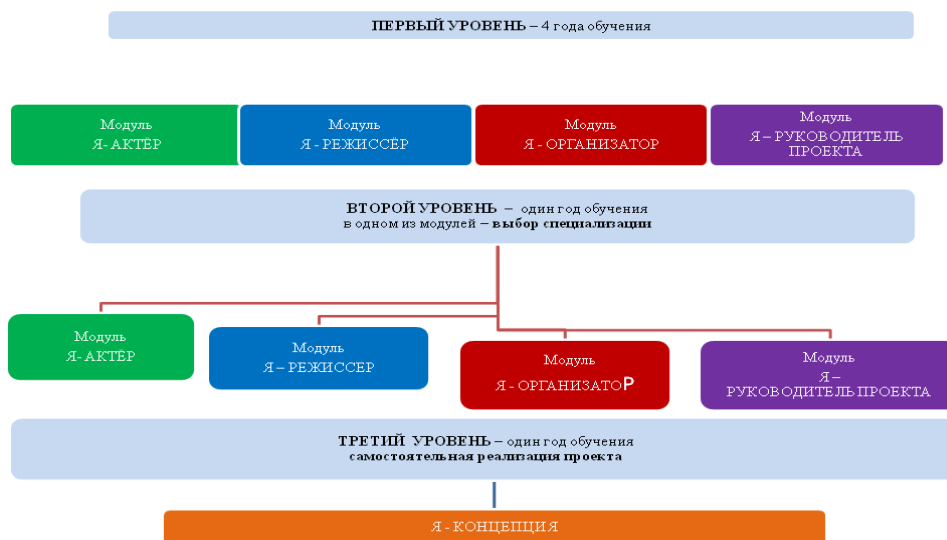 ПЕРВЫЙ УРОВЕНЬ – 4 года обучения
Модуль
Я- АКТЁР
Модуль
Я - РЕЖИССЁР
Модуль
Я - ОРГАНИЗАТОР
Модуль
Я – РУКОВОДИТЕЛЬ
ПРОЕКТА
ВТОРОЙ УРОВЕНЬ – один год обучения
в одном из модулей – выбор специализации
Модуль
Я- АКТЁР
Модуль
Я – РЕЖИССЕР
Модуль
Я - ОРГАНИЗАТОР
Модуль
Я –
РУКОВОДИТЕЛЬ ПРОЕКТА
ТРЕТИЙ УРОВЕНЬ – один год обучения
самостоятельная реализация проекта
Я - КОНЦЕПЦИЯ